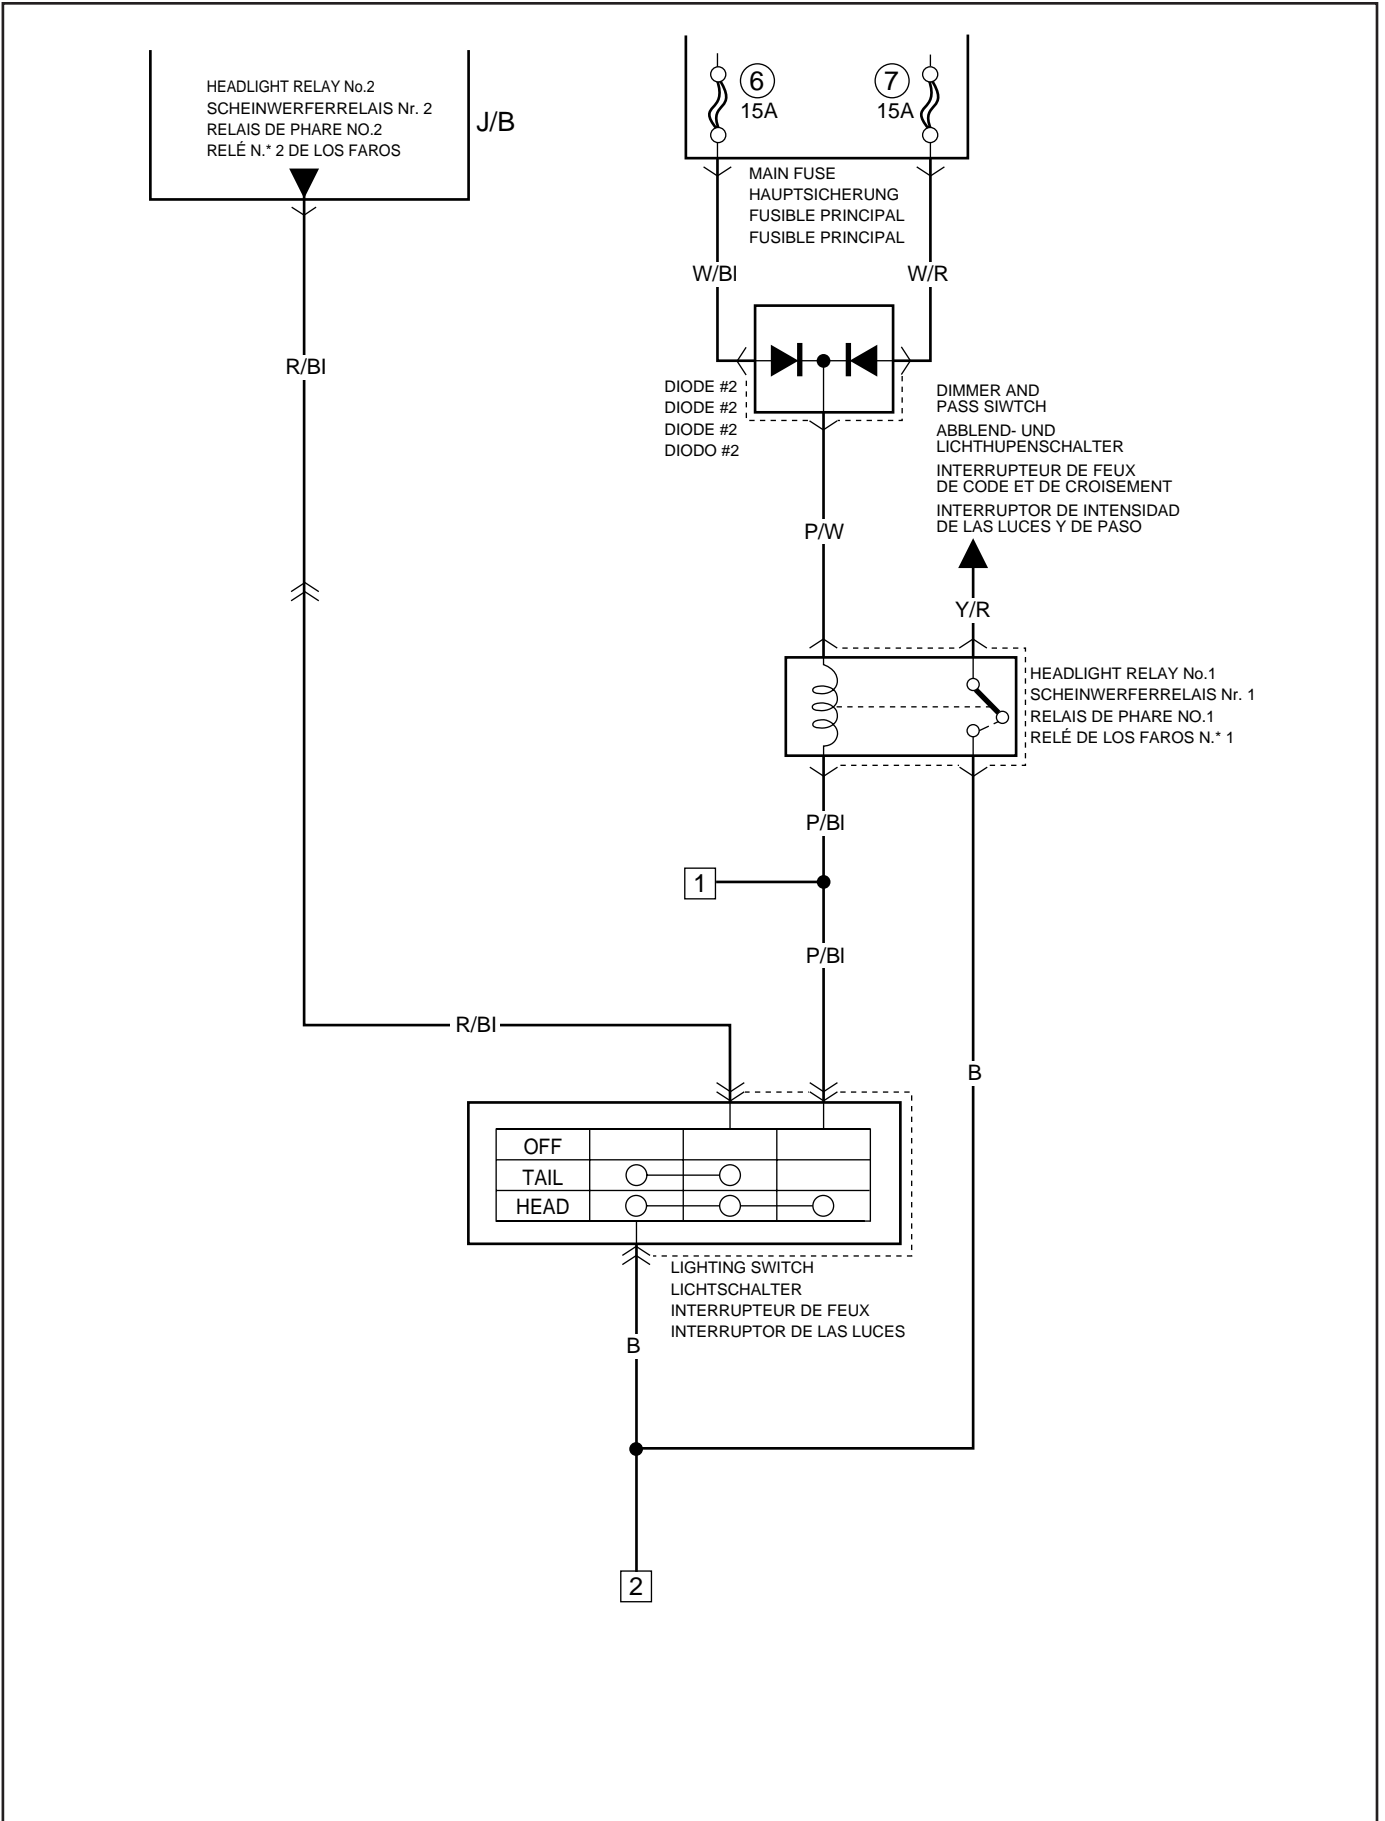 HEADLIGHT RELAY No.2
SCHEINWERFERRELAIS Nr. 2
RELAIS DE PHARE NO.2
RELÉ N.* 2 DE LOS FAROS
J/B
6
15A
7
15A
MAIN FUSE
HAUPTSICHERUNG
FUSIBLE PRINCIPAL
FUSIBLE PRINCIPAL
W/Bl
W/R
R/Bl
DIODE #2
DIODE #2
DIODE #2
DIODO #2
DIMMER AND
PASS SIWTCH
ABBLEND- UND
LICHTHUPENSCHALTER
INTERRUPTEUR DE FEUX
DE CODE ET DE CROISEMENT
INTERRUPTOR DE INTENSIDAD
DE LAS LUCES Y DE PASO
P/W
Y/R
HEADLIGHT RELAY No.1
SCHEINWERFERRELAIS Nr. 1
RELAIS DE PHARE NO.1
RELÉ DE LOS FAROS N.* 1
P/Bl
1
P/Bl
R/Bl
B
OFF
TAIL
HEAD
LIGHTING SWITCH
LICHTSCHALTER
INTERRUPTEUR DE FEUX
INTERRUPTOR DE LAS LUCES
B
2